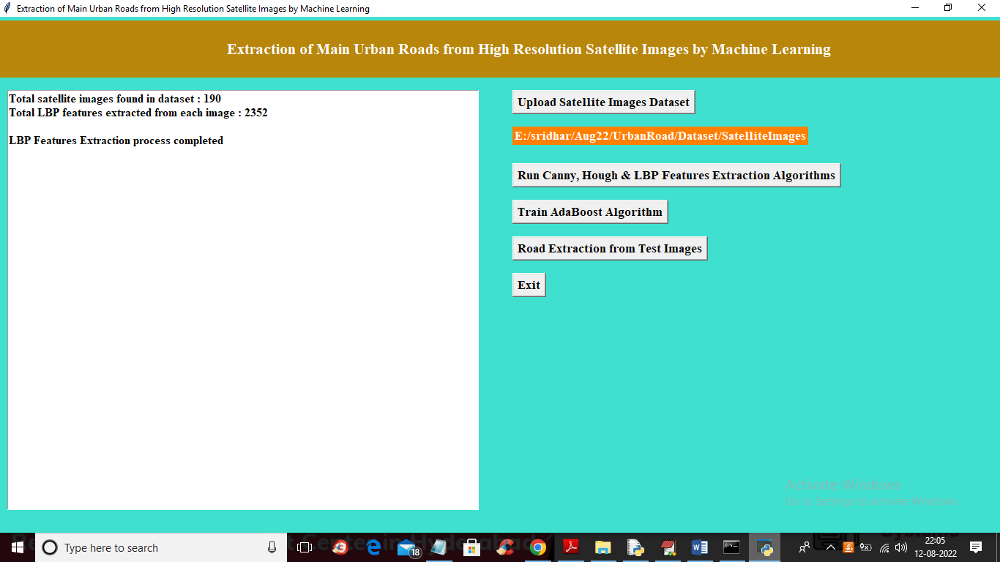 Extraction of Main Urban Roads from High Resolution Satellite Images by Machine Learning
Extraction of Main Urban Roads from High Resolution Satellite Images by Machine Learning
Total satellite images found in dataset : 190
Total LBP features extracted from each image : 2352
LBP Features Extraction process completed
Upload Satellite Images Dataset
E:/sridhar/Aug22/UrbanRoad/Dataset/SatelliteImages
Run Canny, Hough & LBP Features Extraction Algorithms
Train AdaBoost Algorithm
Road Extraction from Test Images
Exit
Activate Windows
Go to Settings to activate Windows.
Type here to search
18
22:05
12-08-2022